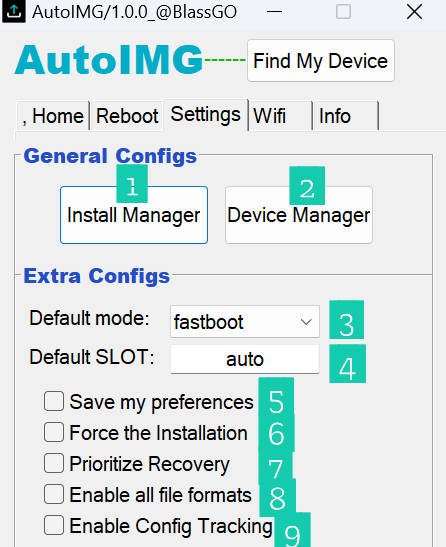 AutoIMG/1.0.0_@BlassGO
AutoIMG------ Find My Device
, Home Reboot Settings Wifi Info
General Configs
1 2
Install Manager Device Manager
Extra Configs
Default mode: fastboot 3
Default SLOT: auto 4
Save my preferences 5
Force the Installation 6
Prioritize Recovery 7
Enable all file formats 8
Enable Config Tracking 9